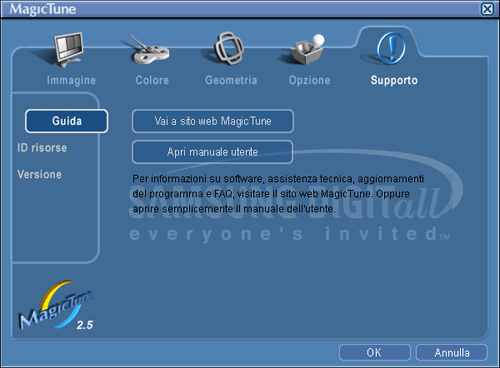 MagicTune
Immagine
Colore
Geometria
Opzione
Supporto
Guida
ID risorse
Versione
Vai a sito web MagicTune
Apri manuale utente
Per informazioni su software, assistenza tecnica, aggiornamenti
del programma e FAQ, visitare il sito web MagicTune. Oppure
aprire semplicemente il manuale dell'utente.
SAMSUNG DIGITall
everyone's invited™
MagicTune
2.5
OK
Annulla